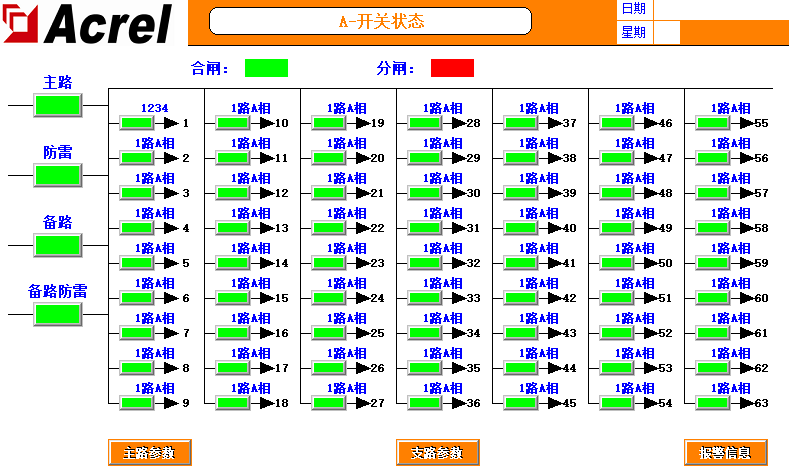 Acrel
A-开关状态
日期
星期
合闸： 分闸：
主路
防雷
备路
备路防雷
1234 1路A相 1路A相 1路A相 1路A相 1路A相 1路A相
1 10 19 28 37 46 55
1路A相 1路A相 1路A相 1路A相 1路A相 1路A相 1路A相
2 11 20 29 38 47 56
1路A相 1路A相 1路A相 1路A相 1路A相 1路A相 1路A相
3 12 21 30 39 48 57
1路A相 1路A相 1路A相 1路A相 1路A相 1路A相 1路A相
4 13 22 31 40 49 58
1路A相 1路A相 1路A相 1路A相 1路A相 1路A相 1路A相
5 14 23 32 41 50 59
1路A相 1路A相 1路A相 1路A相 1路A相 1路A相 1路A相
6 15 24 33 42 51 60
1路A相 1路A相 1路A相 1路A相 1路A相 1路A相 1路A相
7 16 25 34 43 52 61
1路A相 1路A相 1路A相 1路A相 1路A相 1路A相 1路A相
8 17 26 35 44 53 62
1路A相 1路A相 1路A相 1路A相 1路A相 1路A相 1路A相
9 18 27 36 45 54 63
主路参数 支路参数 报警信息